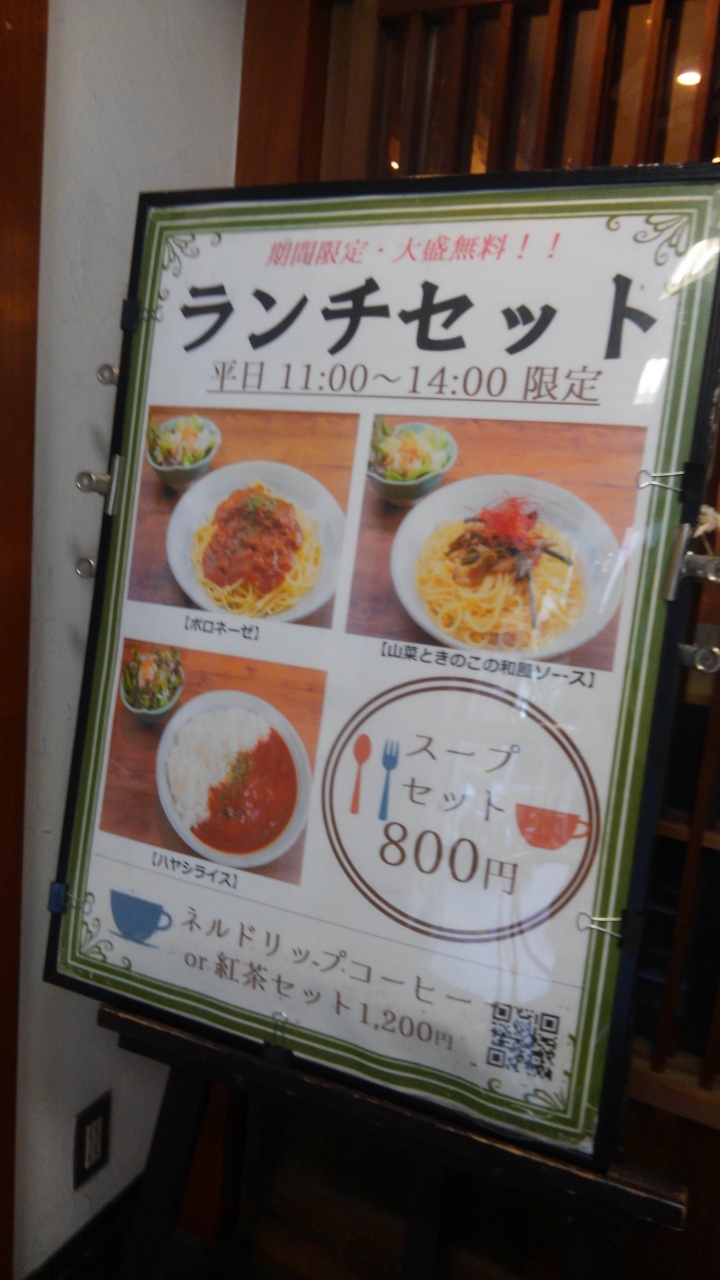 期間限定・大盛無料！！
ランチセット
平日 11:00～14:00 限定
【ボロネーゼ】
【山菜ときのこの和風ソース】
【ハヤシライス】
スープ
セット
800円
ネルドリップコーヒー
or 紅茶セット1,200円